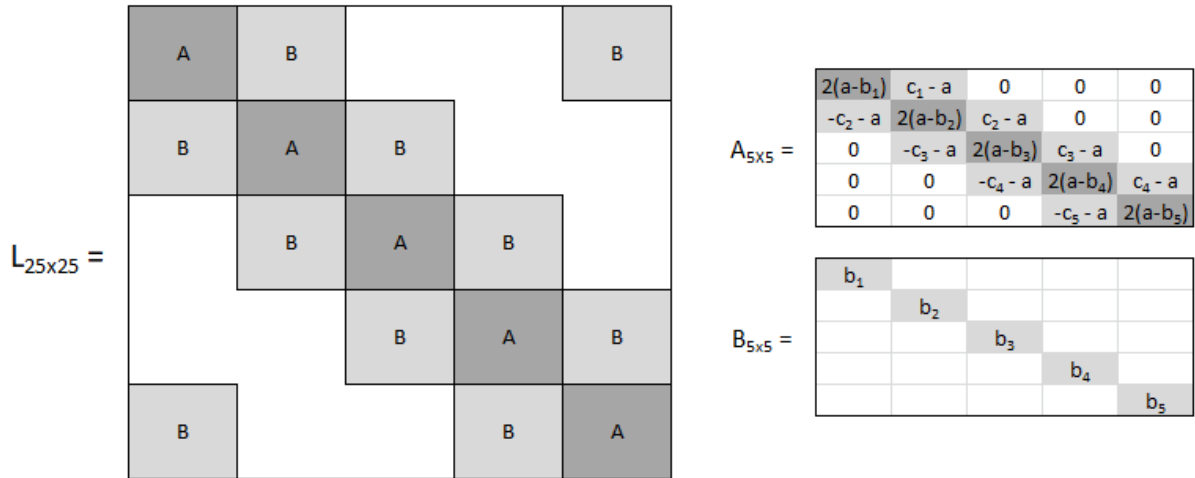 A B B
B A B
L25x25 =
B A B
B A B
B B A
A5x5 =
2(a-b1) c1 - a 0 0 0
-c2 - a 2(a-b2) c2 - a 0 0
0 -c3 - a 2(a-b3) c3 - a 0
0 0 -c4 - a 2(a-b4) c4 - a
0 0 0 -c5 - a 2(a-b5)
B5x5 =
b1
b2
b3
b4
b5